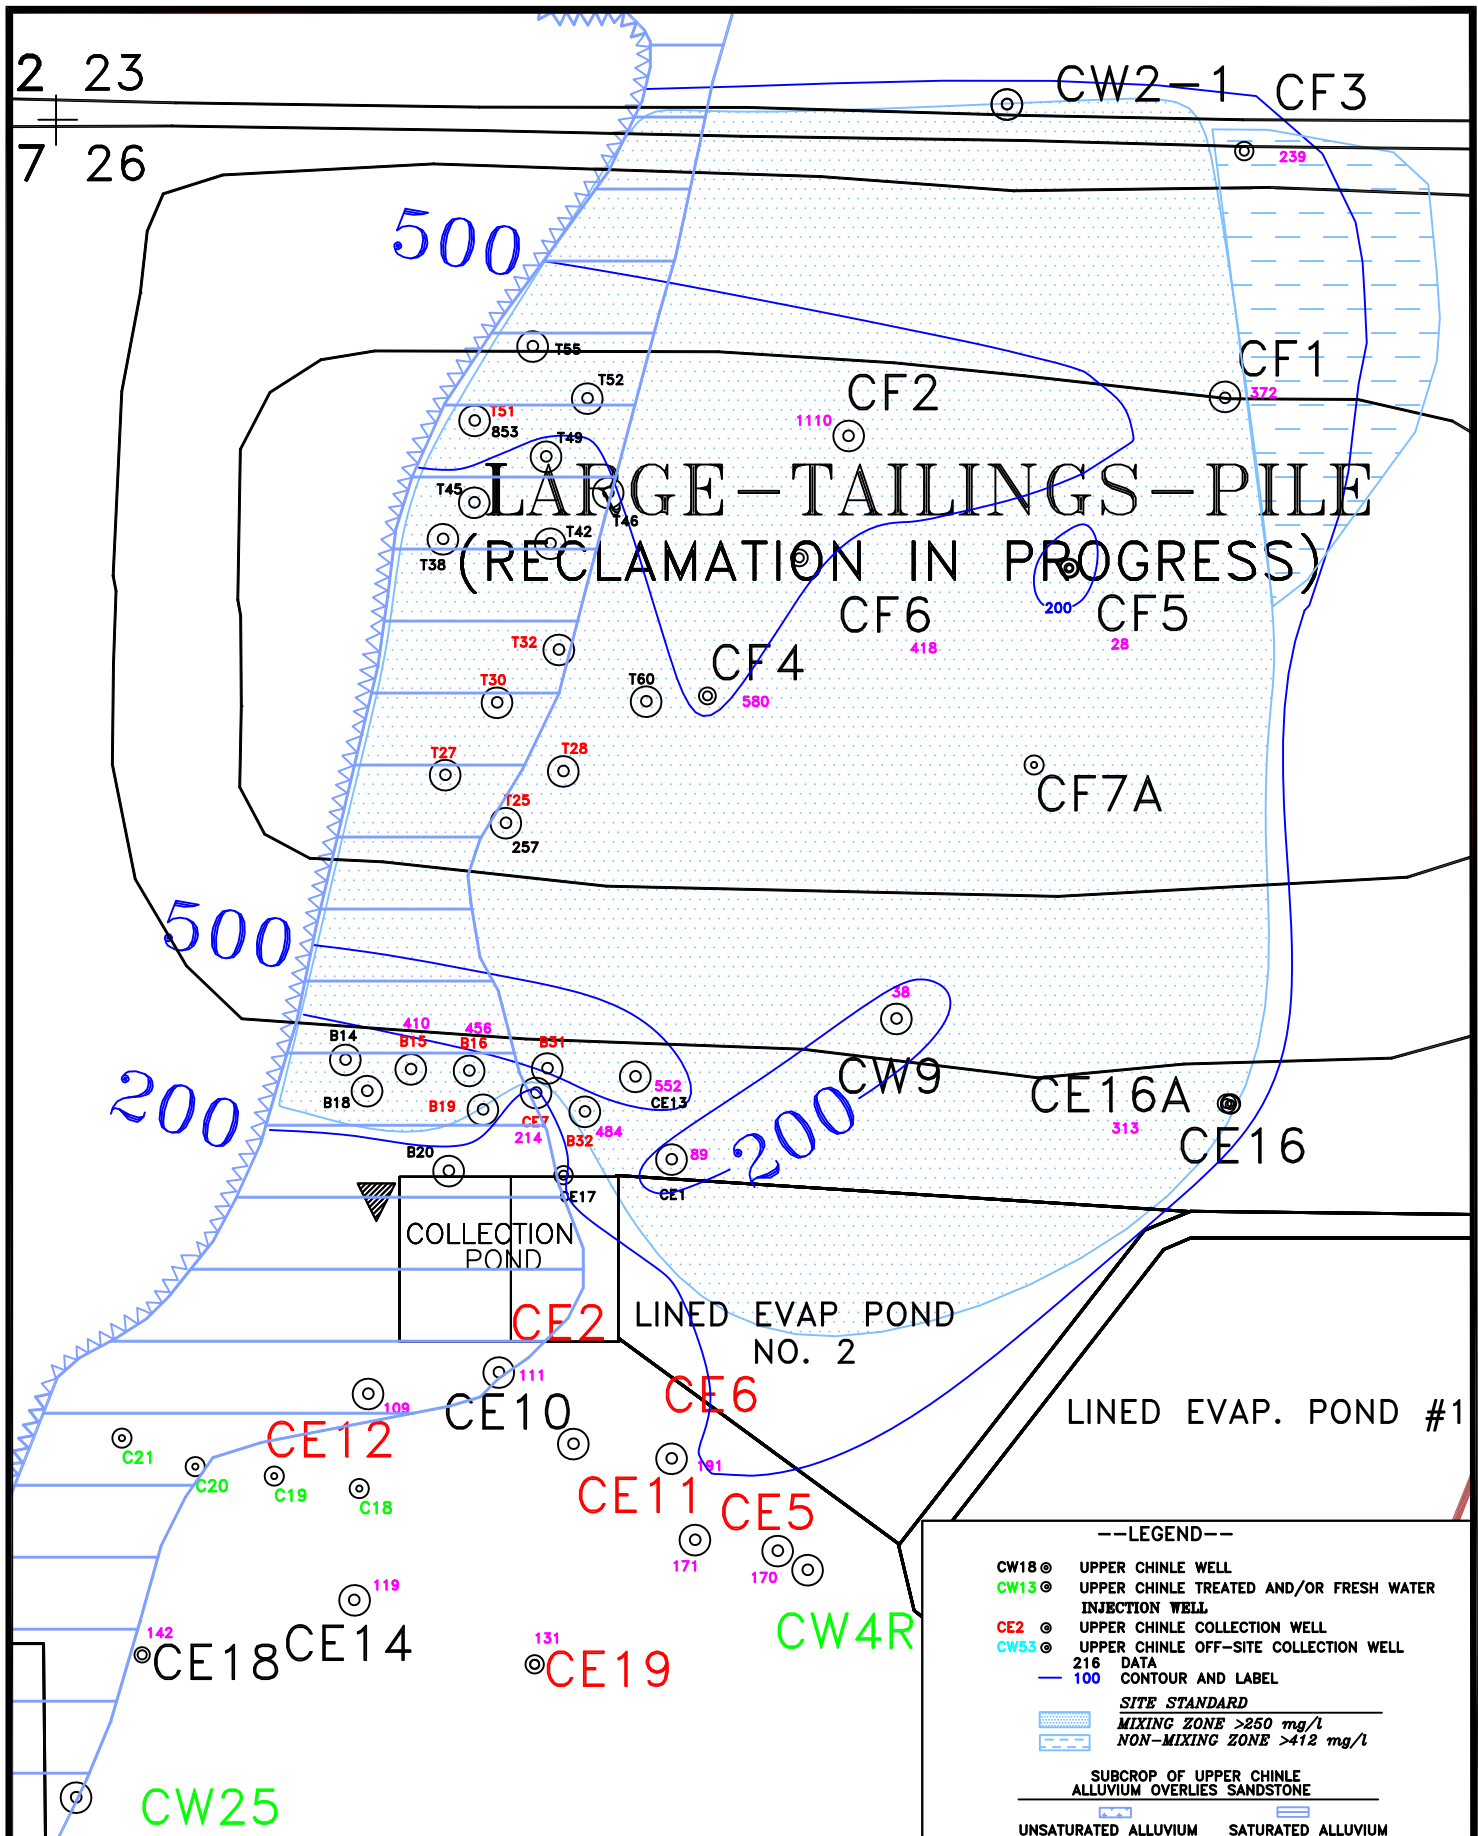 2 23
CW2-1
CF3
239
7 26
500
T55
T52
CF2
CF1
372
T51
853
1110
T49
LARGE-TAILINGS-PILE
T45
T46
T42
T38
(RECLAMATION IN PROGRESS)
CF6
418
200
CF5
28
T32
CF4
T30
T60
580
T27
T28
CF7A
T25
257
500
38
410
456
B14
B15
B16
B31
552
CE13
CW9
CE16A
313
CE16
200
B18
B19
CE7
214
B32
484
200
B20
89
CE17
CE1
COLLECTION
POND
CE2
LINED EVAP POND
NO. 2
111
CE6
109
CE10
LINED EVAP. POND #1
CE12
C21
C20
C19
C18
191
CE11
CE5
171
170
119
142
CE18
CE14
131
CE19
CW4R
CW25
--LEGEND--
CW18 UPPER CHINLE WELL
CW13 UPPER CHINLE TREATED AND/OR FRESH WATER
INJECTION WELL
CE2 UPPER CHINLE COLLECTION WELL
CW53 UPPER CHINLE OFF-SITE COLLECTION WELL
216 DATA
100 CONTOUR AND LABEL
SITE STANDARD
MIXING ZONE >250 mg/l
NON-MIXING ZONE >412 mg/l
SUBCROP OF UPPER CHINLE
ALLUVIUM OVERLIES SANDSTONE
UNSATURATED ALLUVIUM SATURATED ALLUVIUM